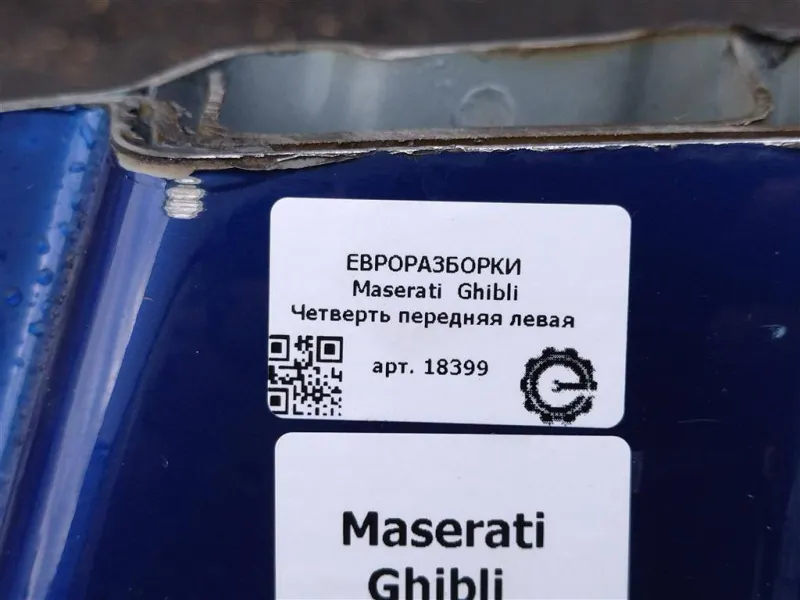 ЕВРОРАЗБОРКИ
Maserati Ghibli
Четверть передняя левая
арт. 18399
Maserati
Ghibli